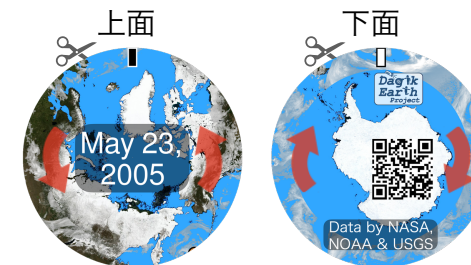 上面
下面
May 23,
2005
Dagik
Earth
Project
Data by NASA,
NOAA & USGS